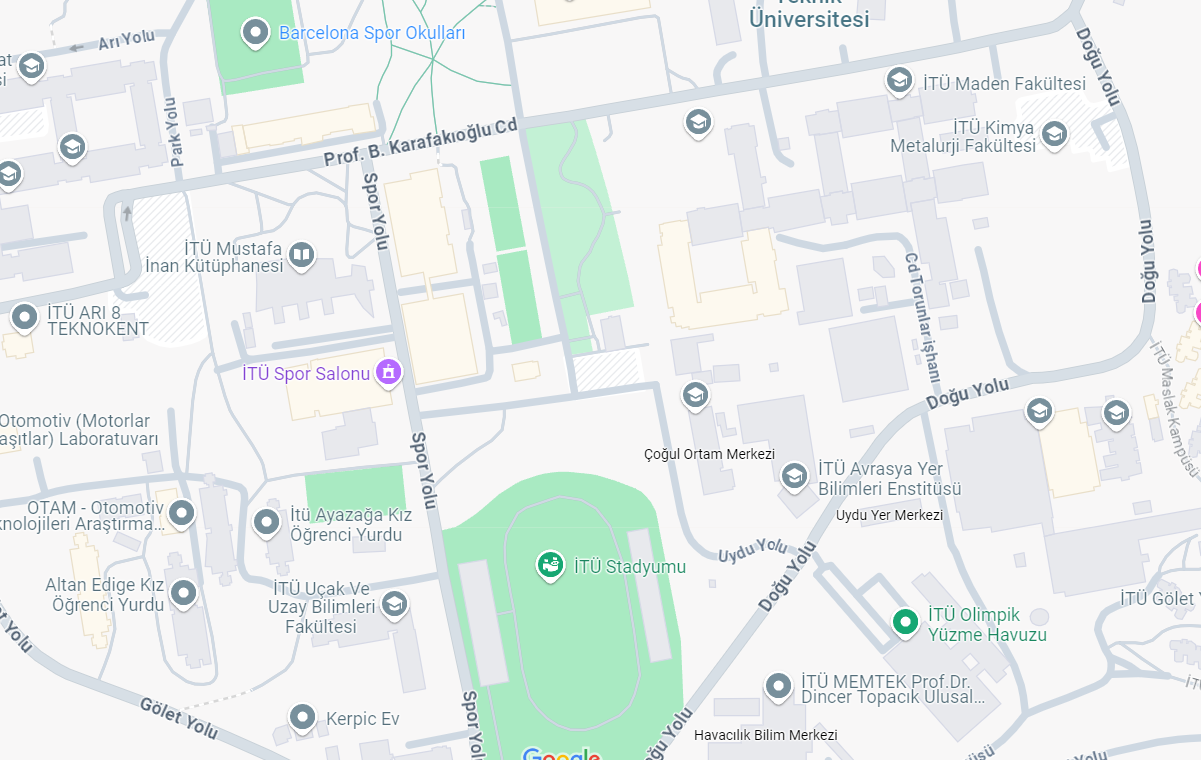 Teknik
Üniversitesi
Barcelona Spor Okulları
Arı Yolu
Doğu Yolu
İTÜ Maden Fakültesi
Park Yolu
Prof. B. Karafakıoğlu Cd
İTÜ Kimya
Metalurji Fakültesi
Spor Yolu
İTÜ Mustafa
İnan Kütüphanesi
Doğu Yolu
Cd Torunlar işhanı
İTÜ ARI 8
TEKNOKENT
İTÜ Spor Salonu
İTÜ Maslak Kampüsü
Doğu Yolu
Otomotiv (Motorlar
aşıtlar) Laboratuvarı
Spor Yolu
Çoğul Ortam Merkezi
İTÜ Avrasya Yer
Bilimleri Enstitüsü
Uydu Yer Merkezi
OTAM - Otomotiv
knolojileri Araştırma...
İtü Ayazağa Kız
Öğrenci Yurdu
Uydu Yolu
Doğu Yolu
İTÜ Stadyumu
Altan Edige Kız
Öğrenci Yurdu
İTÜ Uçak Ve
Uzay Bilimleri
Fakültesi
İTÜ Gölet Y
İTÜ Olimpik
Yüzme Havuzu
Yolu
İTÜ MEMTEK Prof.Dr.
Dincer Topacık Ulusal...
Gölet Yolu
Kerpic Ev
Spor Yolu
Doğu Yolu
Havacılık Bilim Merkezi
Google